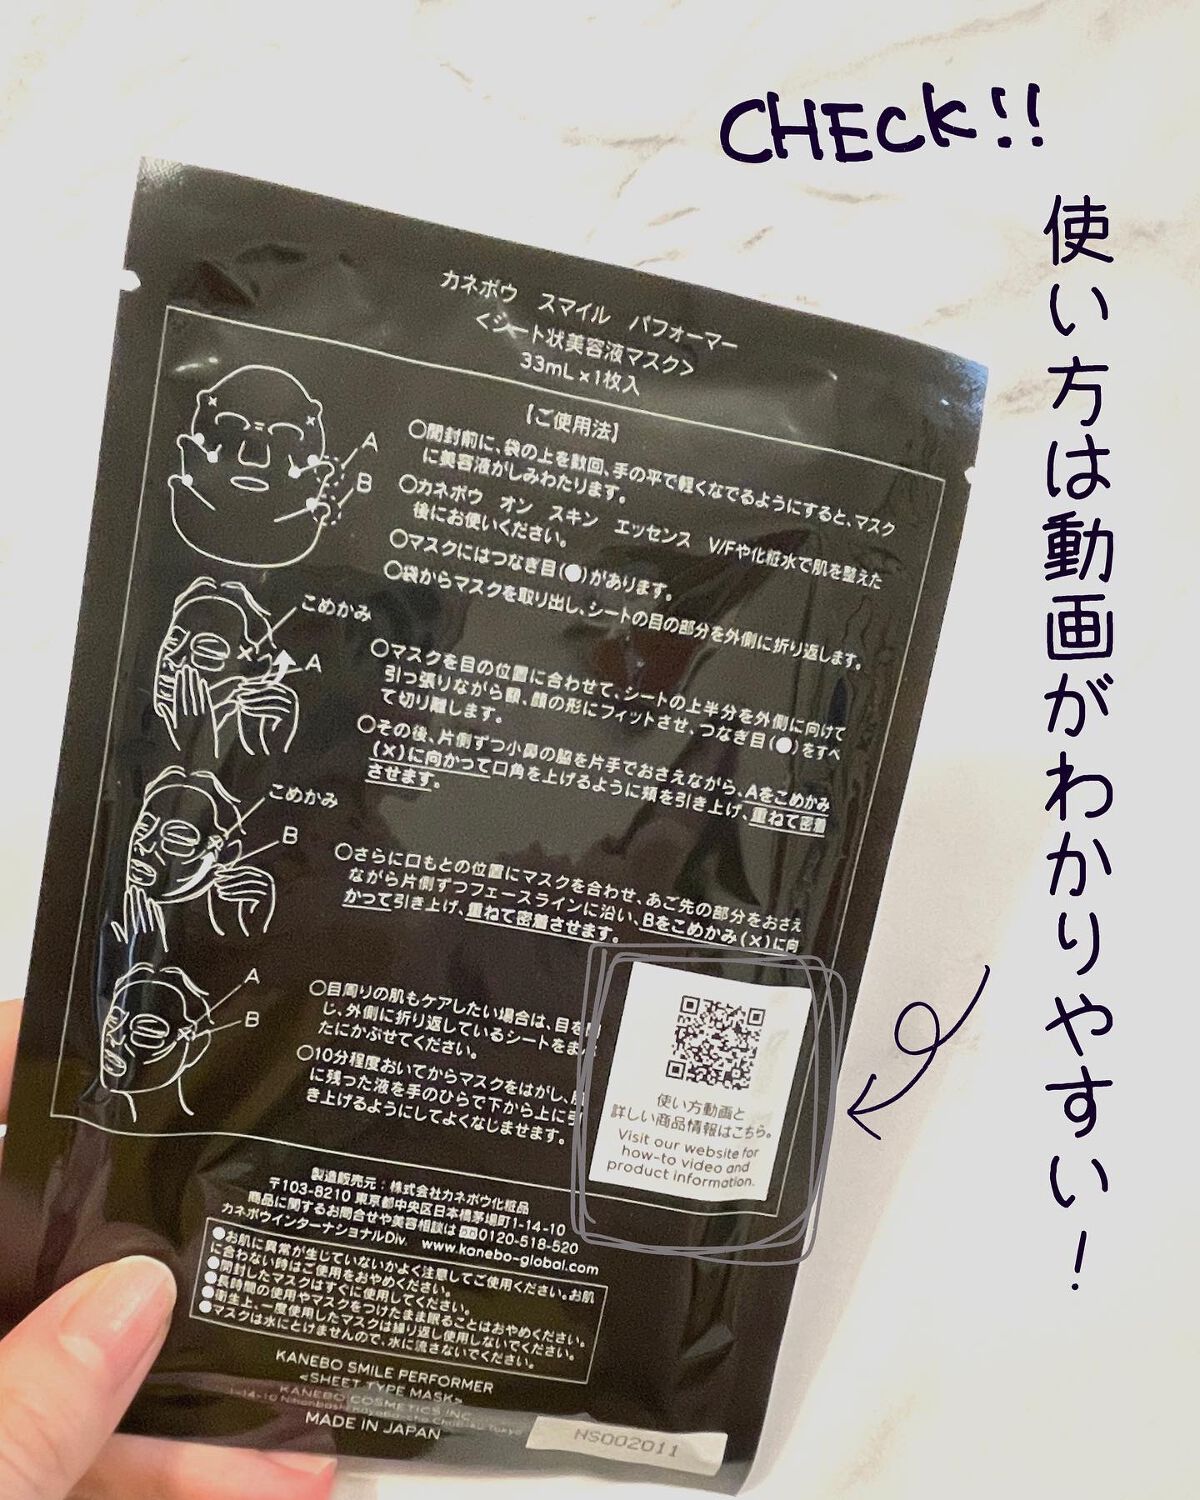 CHECK!!
使い方は動画がわかりやすい！
カネボウ　スマイル　パフォーマー
<シート状美容液マスク>
33mL×1枚入
【ご使用法】
○開封前に、袋の上を数回、手の平で軽くなでるようにすると、マスク
に美容液がしみわたります。
○カネボウ　オン　スキン　エッセンス　V/Fや化粧水で肌を整えた
後にお使いください。
○マスクにはつなぎ目(●)があります。
○袋からマスクを取り出し、シートの目の部分を外側に折り返します。
○マスクを目の位置に合わせて、シートの上半分を外側に向けて
引っ張りながら額、顔の形にフィットさせ、つなぎ目(●)をすべ
て切り離します。
○その後、片側ずつ小鼻の脇を片手でおさえながら、Aをこめかみ
(×)に向かって口角を上げるように頬を引き上げ、重ねて密着
させます。
○さらに口もとの位置にマスクを合わせ、あご先の部分をおさえ
ながら片側ずつフェースラインに沿い、Bをこめかみ(×)に向
かって引き上げ、重ねて密着させます。
○目周りの肌もケアしたい場合は、目を
じ、外側に折り返しているシートをま
たにかぶせてください。
○10分程度おいてからマスクをはがし、
に残った液を手のひらで下から上に引
き上げるようにしてよくなじませます。
A
B
こめかみ
A
こめかみ
B
A
B
使い方動画と
詳しい商品情報はこちら。
Visit our website for
how-to video and
product information.
製造販売元：株式会社カネボウ化粧品
〒103-8210 東京都中央区日本橋茅場町1-14-10
商品に関するお問合せや美容相談は 0120-518-520
カネボウインターナショナルDiv.　www.kanebo-global.com
●お肌に異常が生じていないかよく注意してご使用ください。お肌
に合わない時はご使用をおやめください。
●開封したマスクはすぐに使用してください。
●長時間の使用やマスクをつけたまま眠ることはおやめください。
●衛生上、一度使用したマスクは繰り返し使用しないでください。
●マスクは水にとけませんので、水に流さないでください。
KANEBO SMILE PERFORMER
<SHEET TYPE MASK>
KANEBO COSMETICS INC.
1-14-10 Nihonbashi Kayaba-cho Chuo-ku Tokyo
MADE IN JAPAN
HS002011